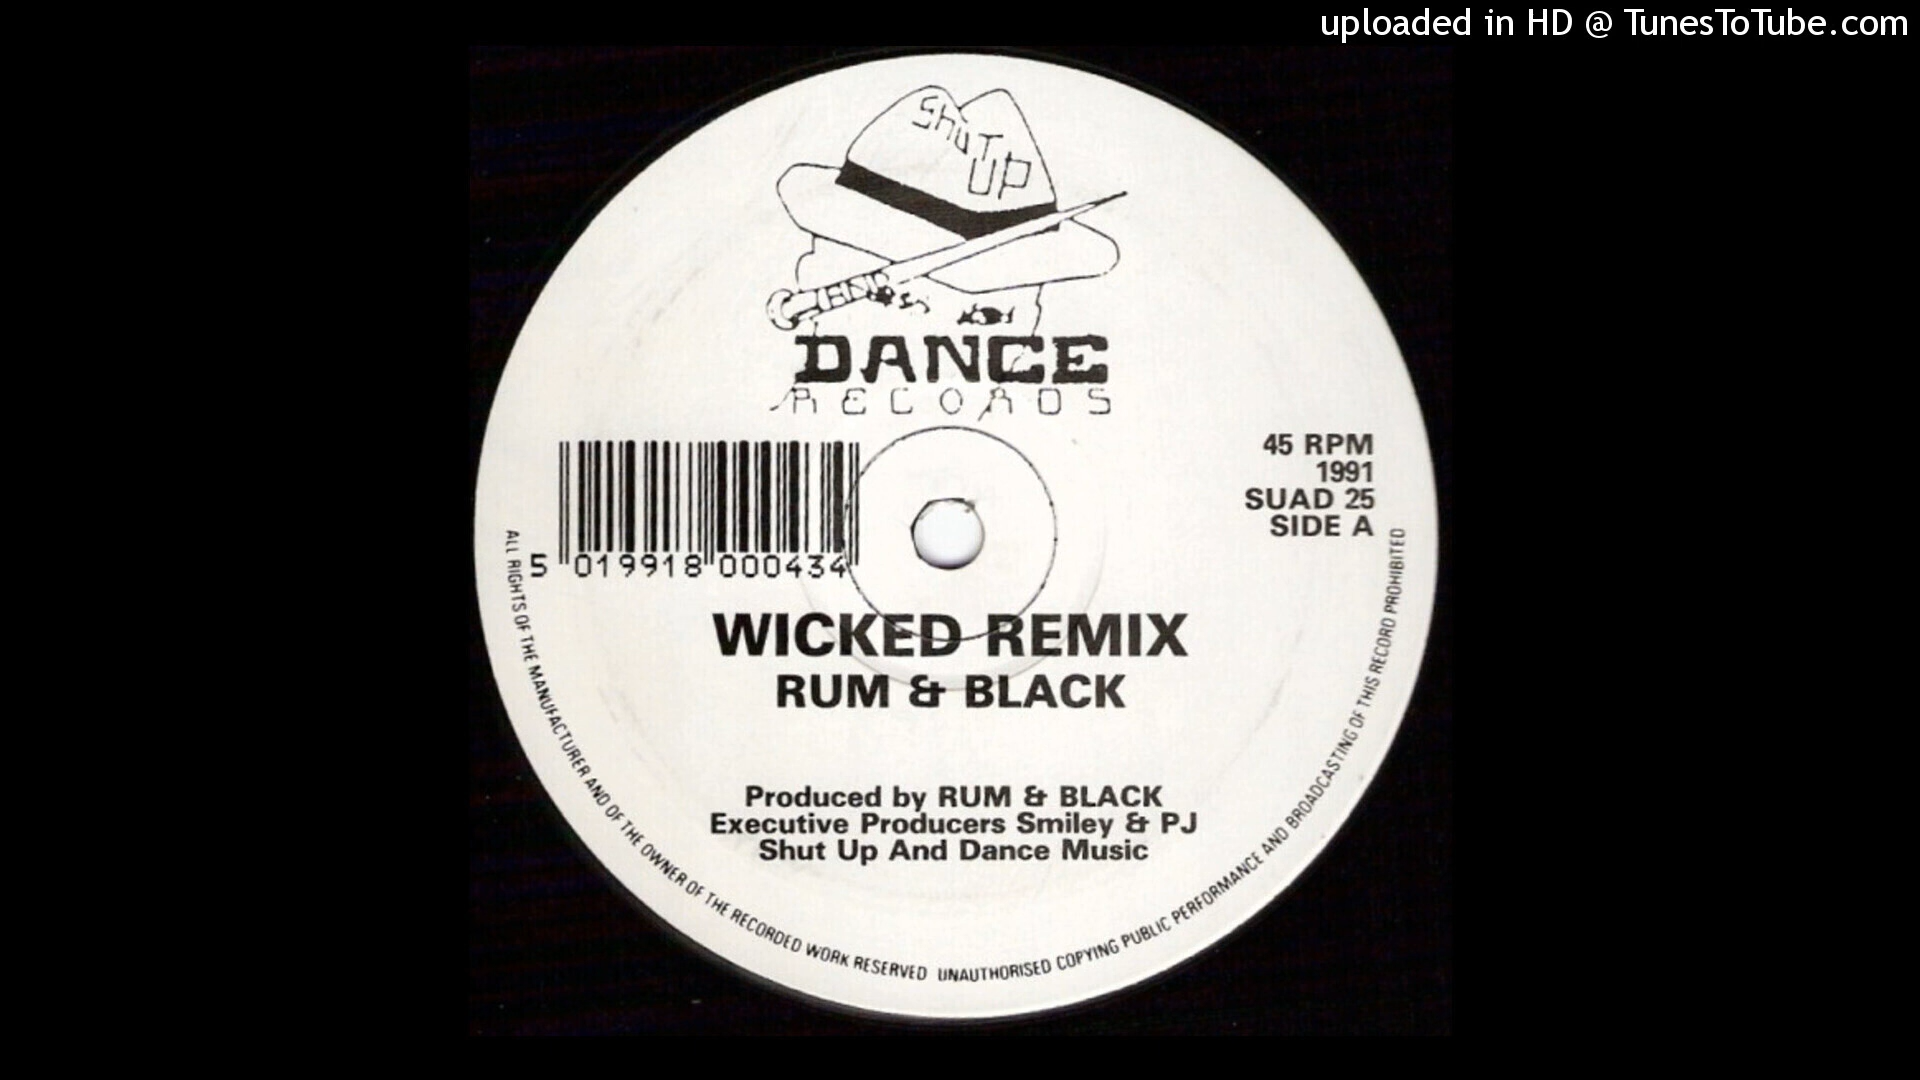 uploaded in HD @ TunesToTube.com
Shut
UP
AND
DANCE
RECORDS
45 RPM
1991
SUAD 25
SIDE A
5 019918 000434
WICKED REMIX
RUM & BLACK
Produced by RUM & BLACK
Executive Producers Smiley & PJ
Shut Up And Dance Music
ALL RIGHTS OF THE MANUFACTURER AND OF THE OWNER OF THE RECORDED WORK RESERVED UNAUTHORISED COPYING PUBLIC PERFORMANCE AND BROADCASTING OF THIS RECORD PROHIBITED